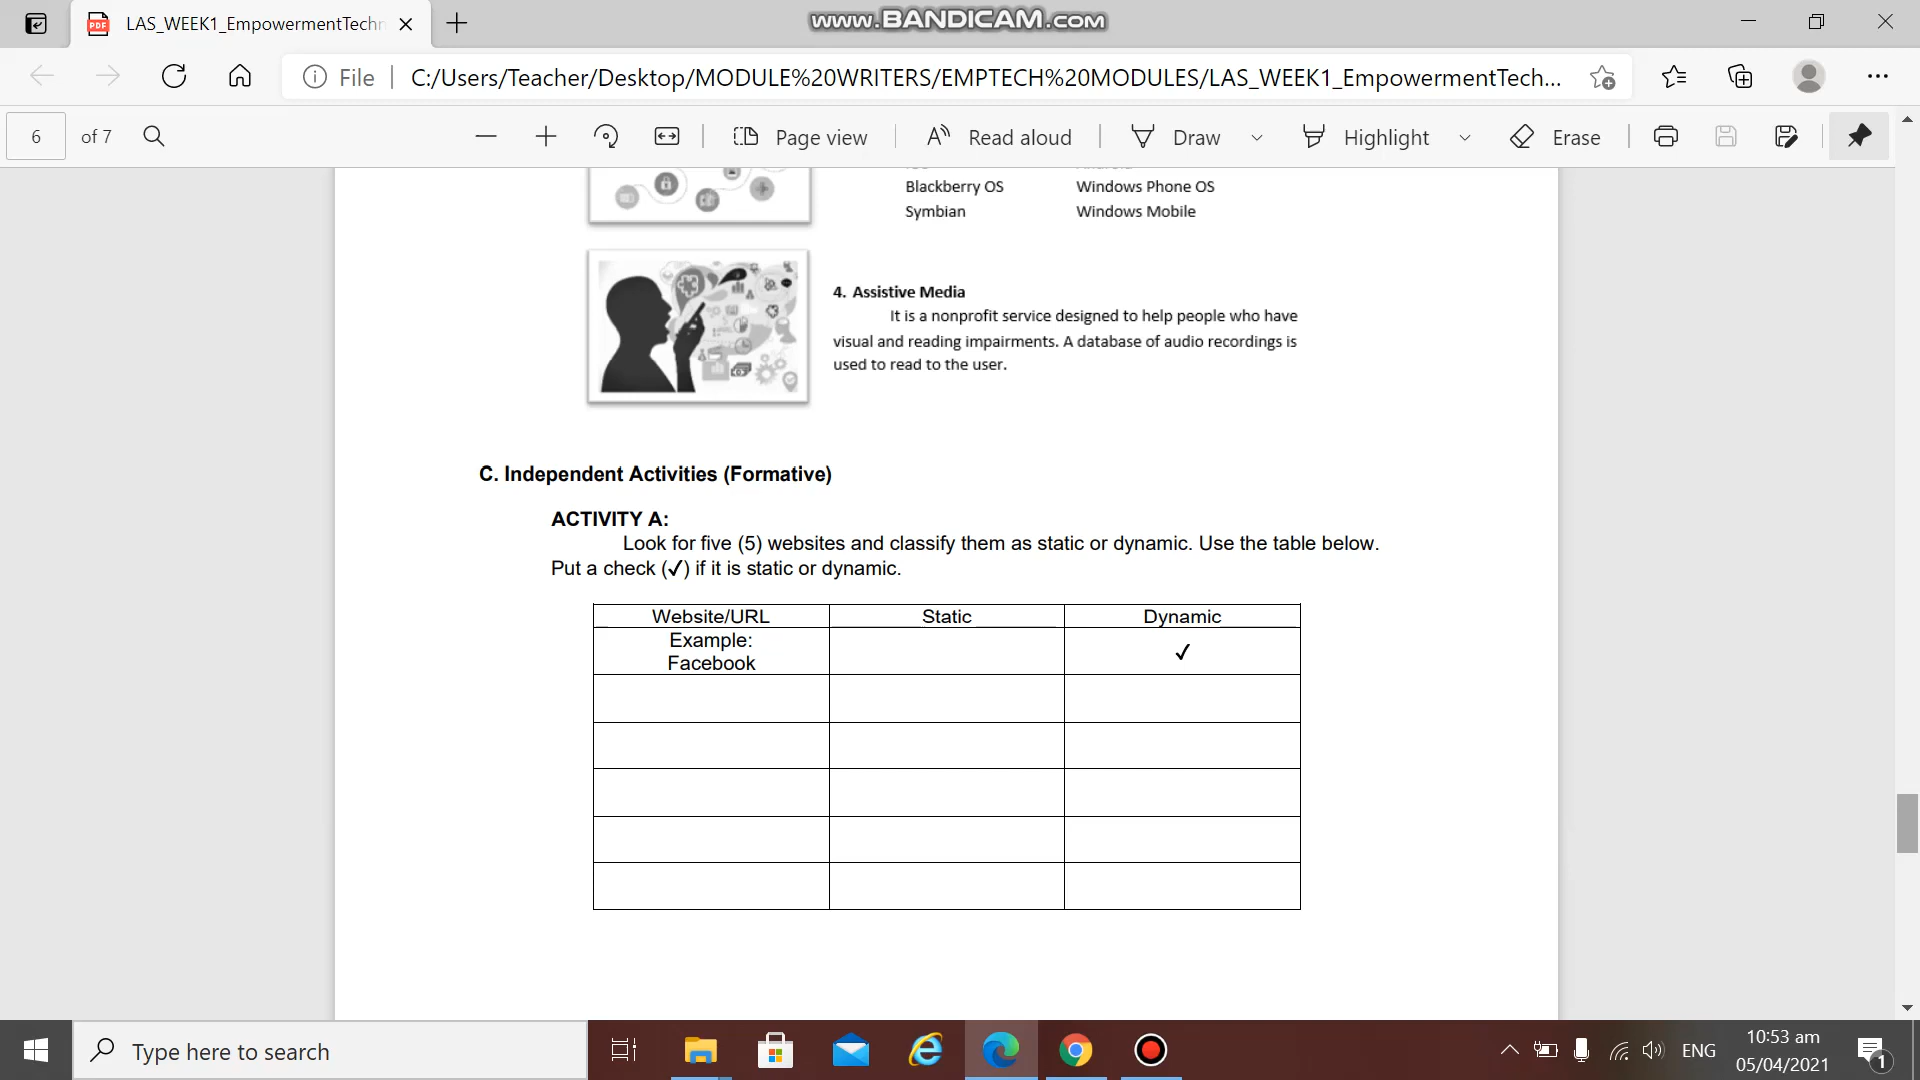 LAS_WEEK1_EmpowermentTechn
www.BANDICAM.com
File
C:/Users/Teacher/Desktop/MODULE%20WRITERS/EMPTECH%20MODULES/LAS_WEEK1_EmpowermentTech...
6 of 7
Page view
Read aloud
Draw
Highlight
Erase
Blackberry OS Windows Phone OS
Symbian Windows Mobile
4. Assistive Media
It is a nonprofit service designed to help people who have
visual and reading impairments. A database of audio recordings is
used to read to the user.
C. Independent Activities (Formative)
ACTIVITY A:
Look for five (5) websites and classify them as static or dynamic. Use the table below.
Put a check (✓) if it is static or dynamic.
Website/URL Static Dynamic
Example:
Facebook ✓
Type here to search
ENG
10:53 am
05/04/2021
1